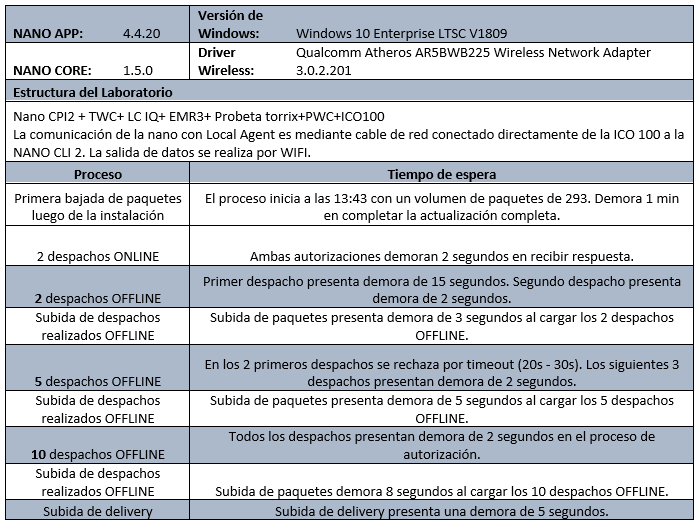 NANO APP: 4.4.20
Versión de
Windows: Windows 10 Enterprise LTSC V1809
NANO CORE: 1.5.0
Driver
Wireless:
Qualcomm Atheros AR5BWB225 Wireless Network Adapter
3.0.2.201
Estructura del Laboratorio
Nano CPI2 + TWC+ LC IQ+ EMR3+ Probeta torrix+PWC+ICO100
La comunicación de la nano con Local Agent es mediante cable de red conectado directamente de la ICO 100 a la
NANO CLI 2. La salida de datos se realiza por WIFI.
Proceso
Tiempo de espera
Primera bajada de paquetes
luego de la instalación
El proceso inicia a las 13:43 con un volumen de paquetes de 293. Demora 1 min
en completar la actualización completa.
2 despachos ONLINE
Ambas autorizaciones demoran 2 segundos en recibir respuesta.
2 despachos OFFLINE
Primer despacho presenta demora de 15 segundos. Segundo despacho presenta
demora de 2 segundos.
Subida de despachos
realizados OFFLINE
Subida de paquetes presenta demora de 3 segundos al cargar los 2 despachos
OFFLINE.
5 despachos OFFLINE
En los 2 primeros despachos se rechaza por timeout (20s - 30s). Los siguientes 3
despachos presentan demora de 2 segundos.
Subida de despachos
realizados OFFLINE
Subida de paquetes presenta demora de 5 segundos al cargar los 5 despachos
OFFLINE.
10 despachos OFFLINE
Todos los despachos presentan demora de 2 segundos en el proceso de
autorización.
Subida de despachos
realizados OFFLINE
Subida de paquetes demora 8 segundos al cargar los 10 despachos OFFLINE.
Subida de delivery
Subida de delivery presenta una demora de 5 segundos.